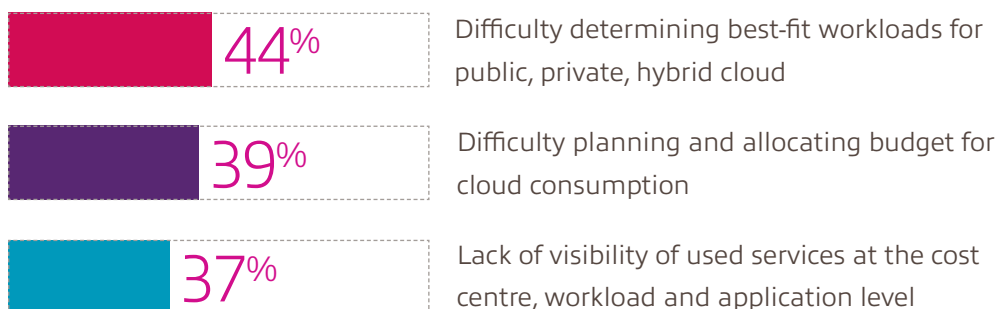 44%
Difficulty determining best-fit workloads for
public, private, hybrid cloud
39%
Difficulty planning and allocating budget for
cloud consumption
37%
Lack of visibility of used services at the cost
centre, workload and application level